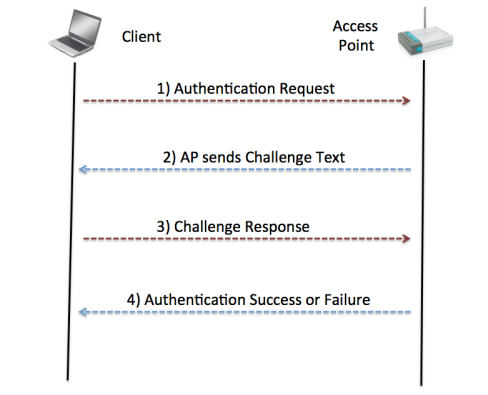 Client
Access
Point
1) Authentication Request
2) AP sends Challenge Text
3) Challenge Response
4) Authentication Success or Failure